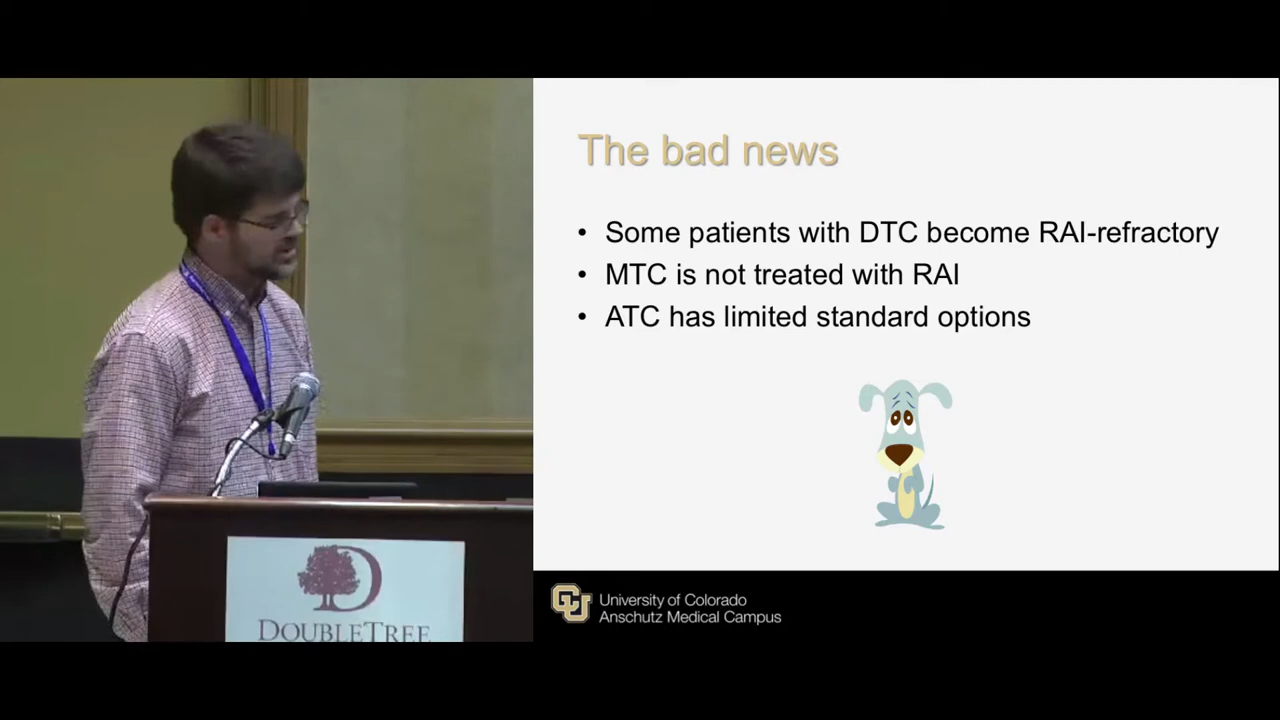 The bad news
• Some patients with DTC become RAI-refractory
• MTC is not treated with RAI
• ATC has limited standard options
CU
University of Colorado
Anschutz Medical Campus
D
DOUBLETREE